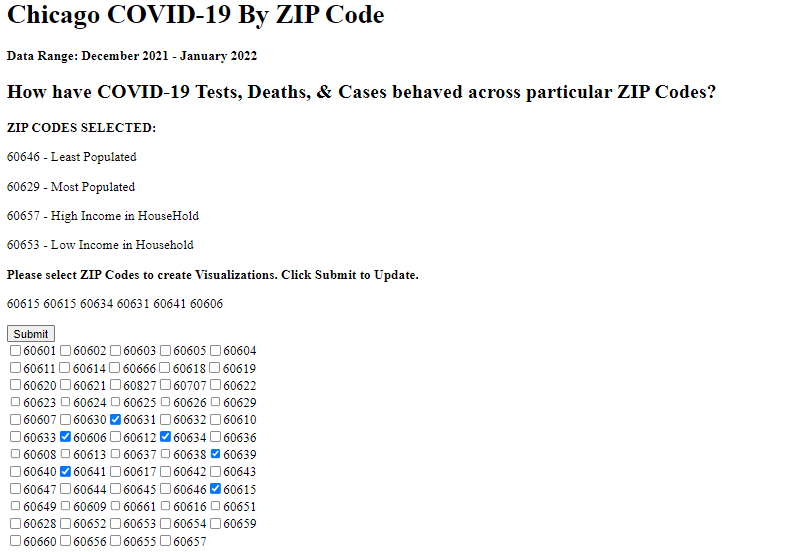 Chicago COVID-19 By ZIP Code
Data Range: December 2021 - January 2022
How have COVID-19 Tests, Deaths, & Cases behaved across particular ZIP Codes?
ZIP CODES SELECTED:
60646 - Least Populated
60629 - Most Populated
60657 - High Income in HouseHold
60653 - Low Income in Household
Please select ZIP Codes to create Visualizations. Click Submit to Update.
60615 60615 60634 60631 60641 60606
Submit
60601 60602 60603 60605 60604
60611 60614 60666 60618 60619
60620 60621 60827 60707 60622
60623 60624 60625 60626 60629
60607 60630 60631 60632 60610
60633 60606 60612 60634 60636
60608 60613 60637 60638 60639
60640 60641 60617 60642 60643
60647 60644 60645 60646 60615
60649 60609 60661 60616 60651
60628 60652 60653 60654 60659
60660 60656 60655 60657